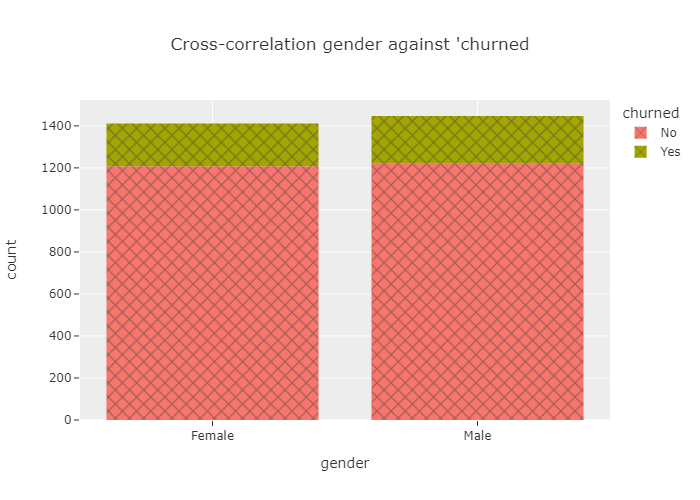 Cross-correlation gender against 'churned
churned
No
Yes
count
1400
1200
1000
800
600
400
200
0
Female Male
gender